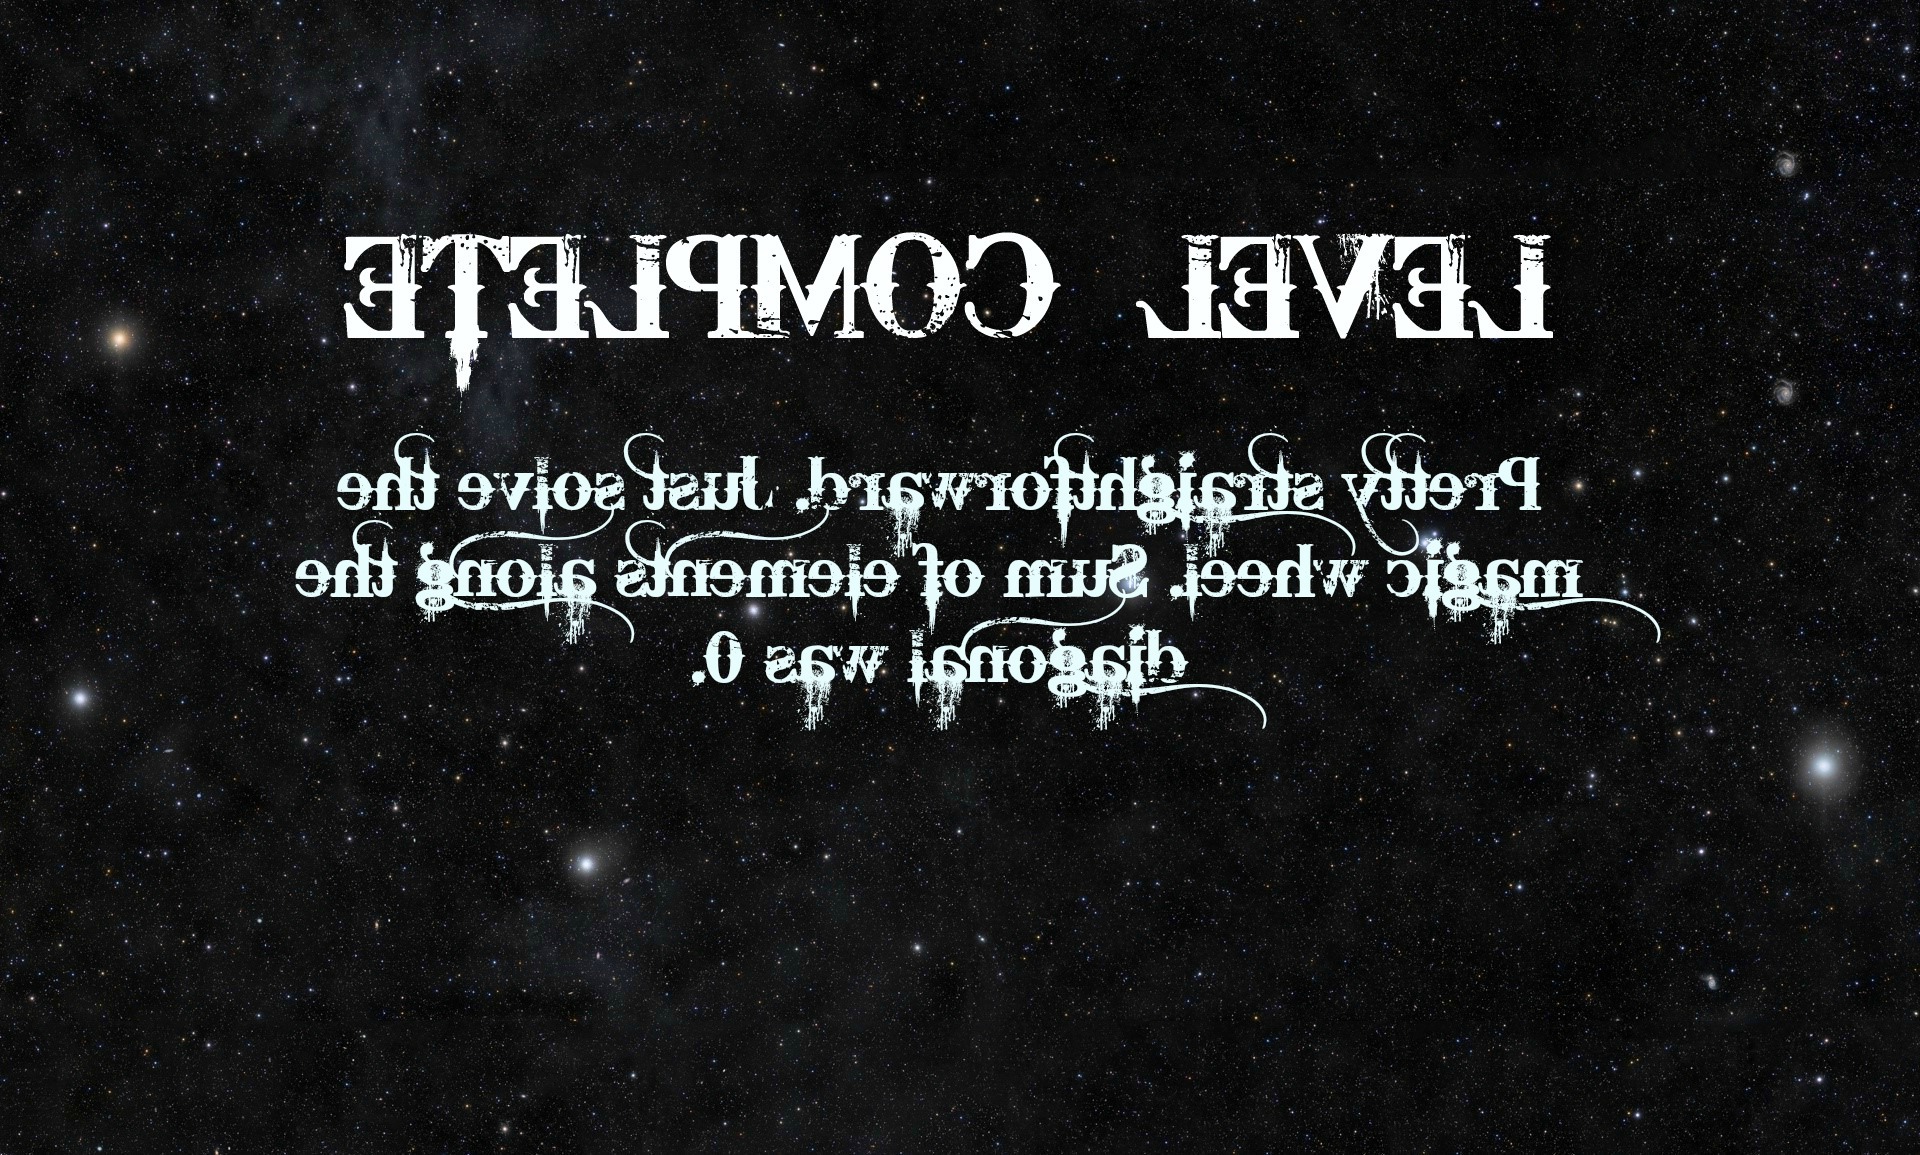 LEVEL COMPLETE
Pretty straightforward. Just solve the
magic wheel. Sum of elements along the
diagonal was 0.